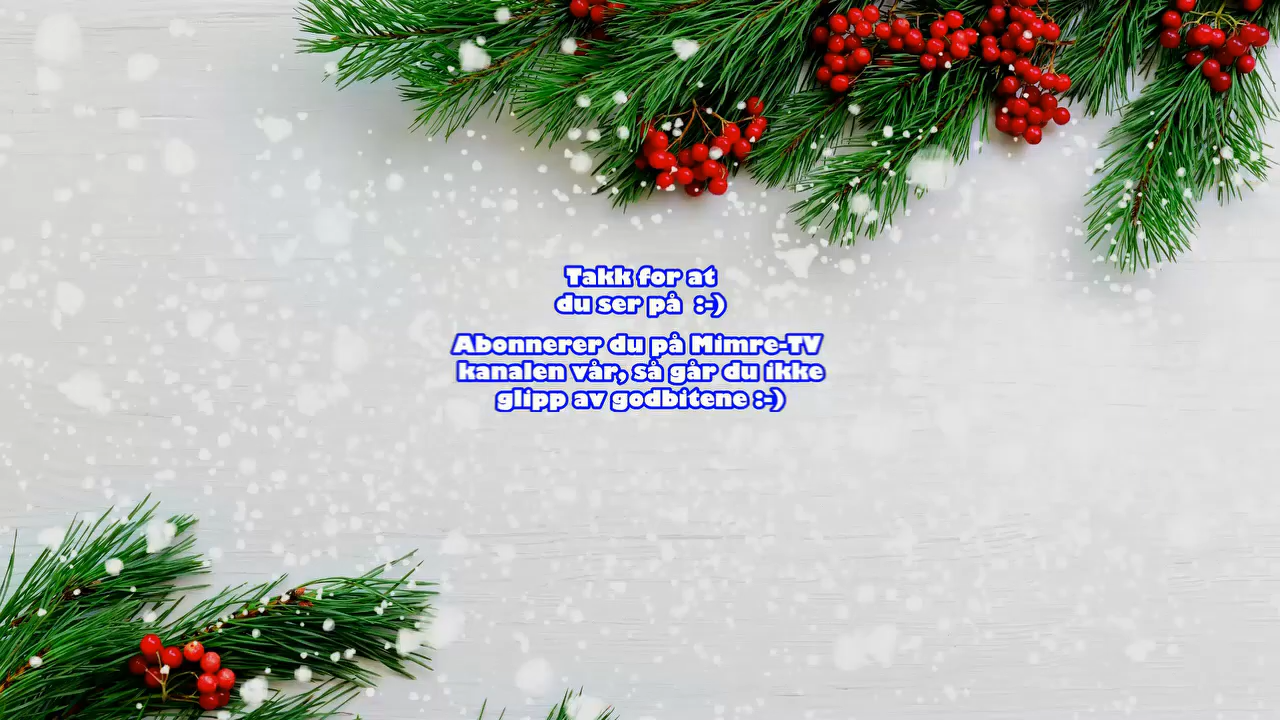 Takk for at
du ser på :-)
Abonnerer du på Mimre-TV
kanalen vår, så går du ikke
glipp av godbitene :-)